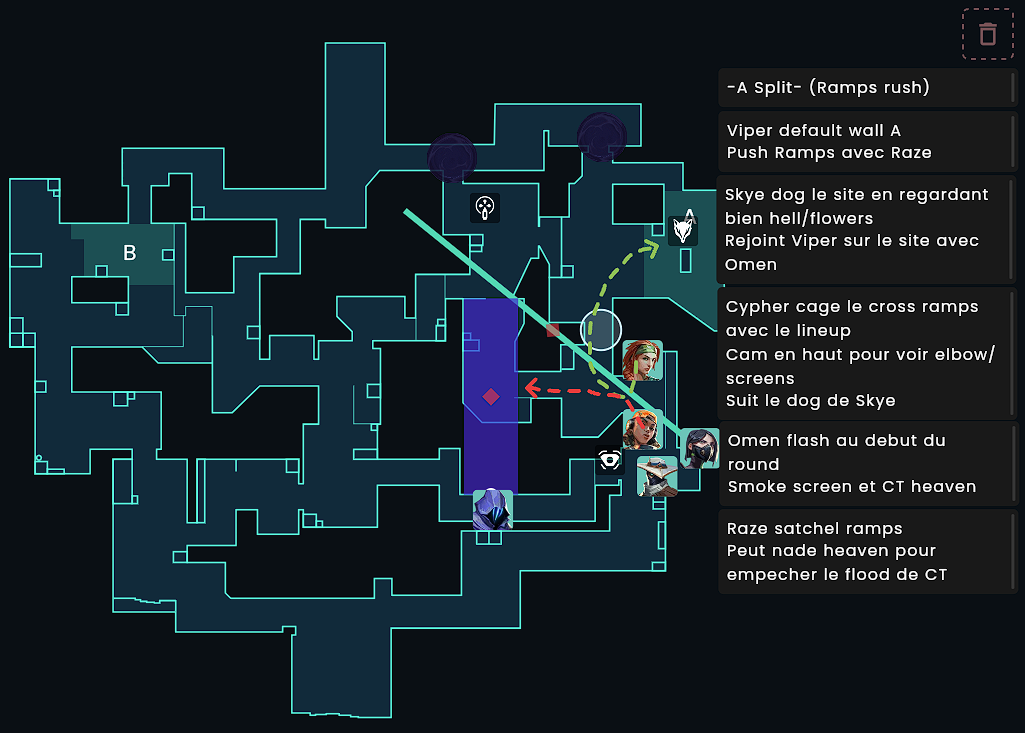 -A Split- (Ramps rush)
Viper default wall A
Push Ramps avec Raze
Skye dog le site en regardant
bien hell/flowers
Rejoint Viper sur le site avec
Omen
Cypher cage le cross ramps
avec le lineup
Cam en haut pour voir elbow/
screens
Suit le dog de Skye
Omen flash au debut du
round
Smoke screen et CT heaven
Raze satchel ramps
Peut nade heaven pour
empecher le flood de CT
B
A